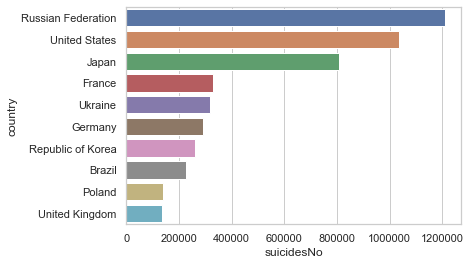 Russian Federation
United States
Japan
France
Ukraine
Germany
Republic of Korea
Brazil
Poland
United Kingdom
country
0 200000 400000 600000 800000 1000000 1200000
suicidesNo